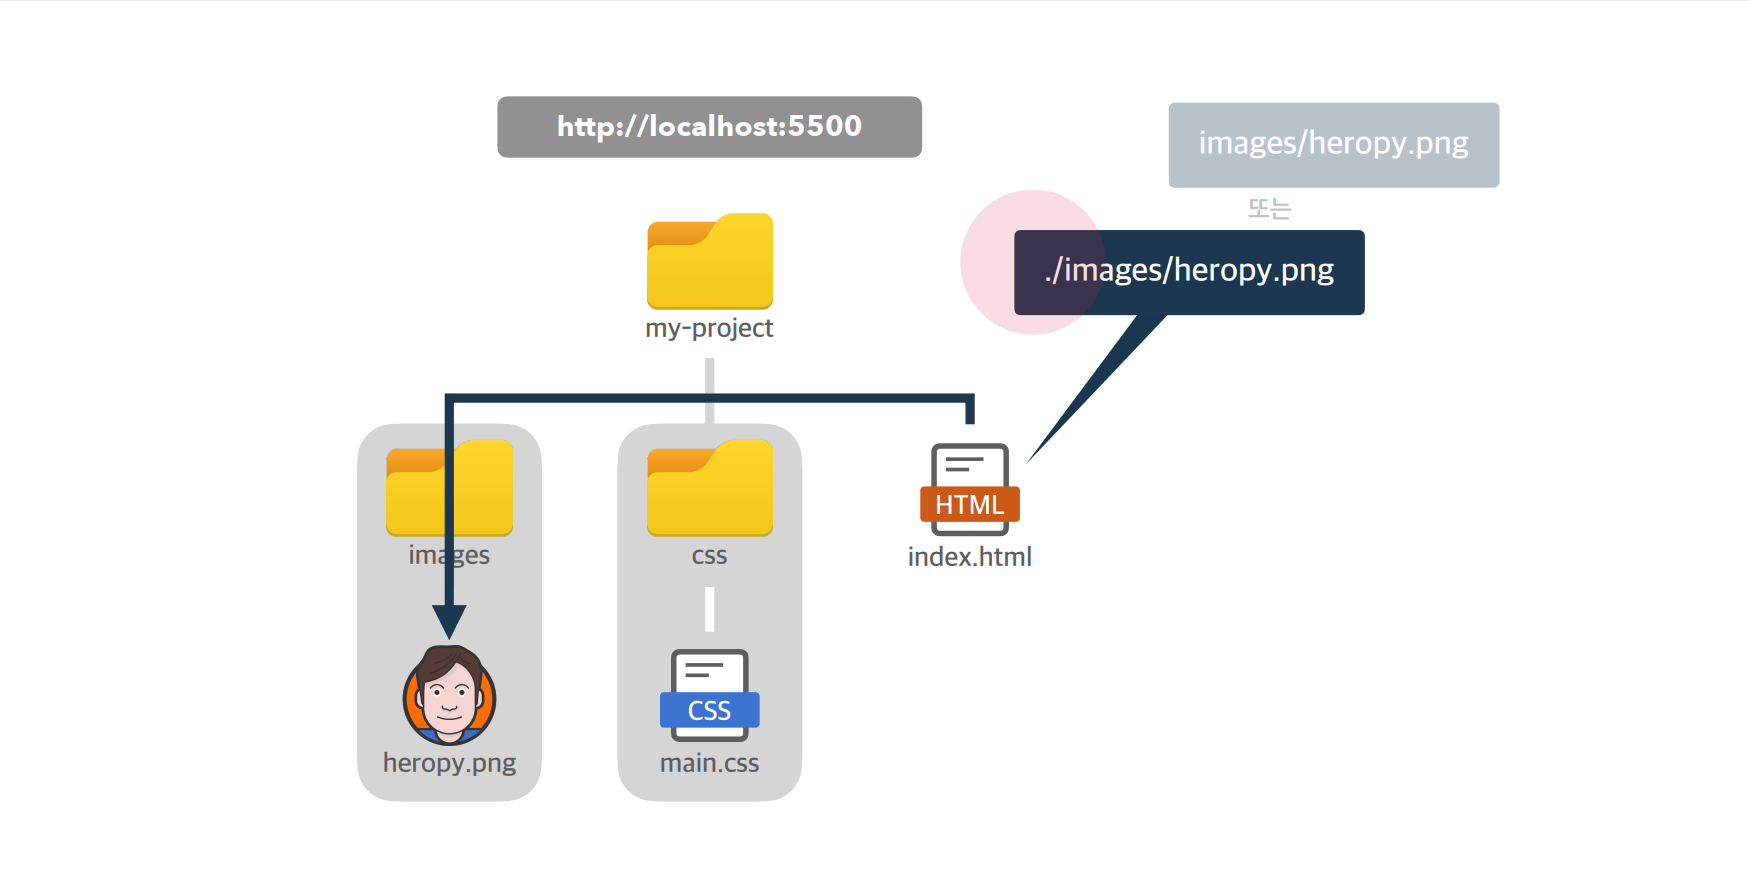 http://localhost:5500
images/heropy.png
또는
./images/heropy.png
my-project
HTML
images
css
index.html
CSS
heropy.png
main.css